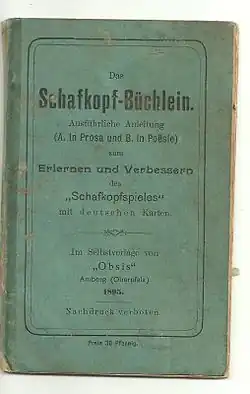 Das
Schafkopf-Büchlein.
Ausführliche Anleitung
(A. in Prosa und B. in Poësie)
zum
Erlernen und Verbessern
des
„Schafkopfspieles"
mit deutschen Karten.
Im Selbstverlage von
„Obsis"
Amberg (Oberpfalz)
1895.
Nachdruck verboten
Preis 30 Pfennig.